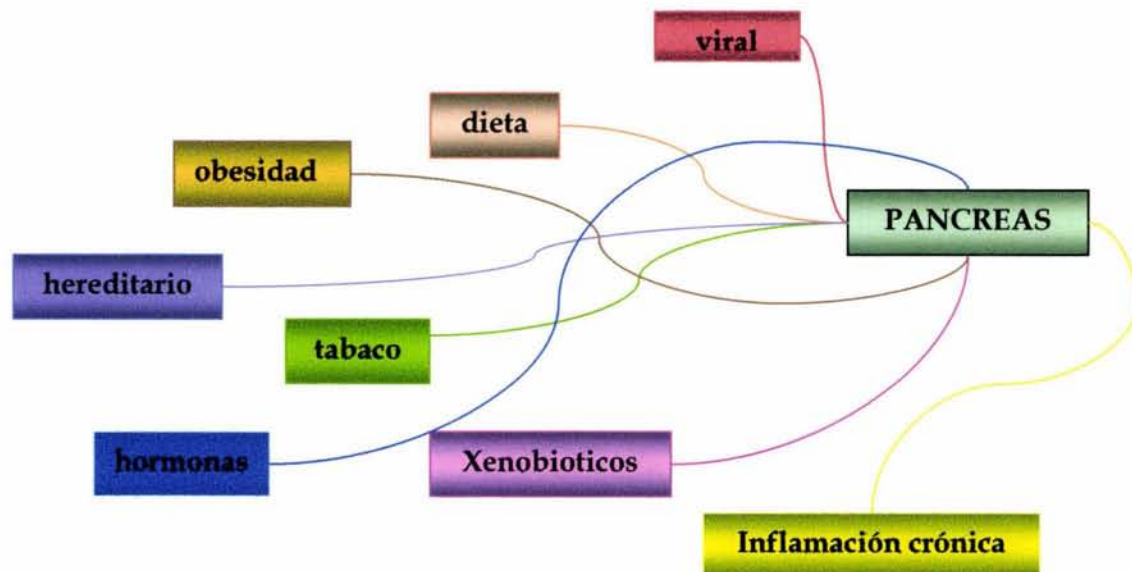 viral
dieta
obesidad
PANCREAS
hereditario
tabaco
hormonas
Xenobioticos
Inflamación crónica